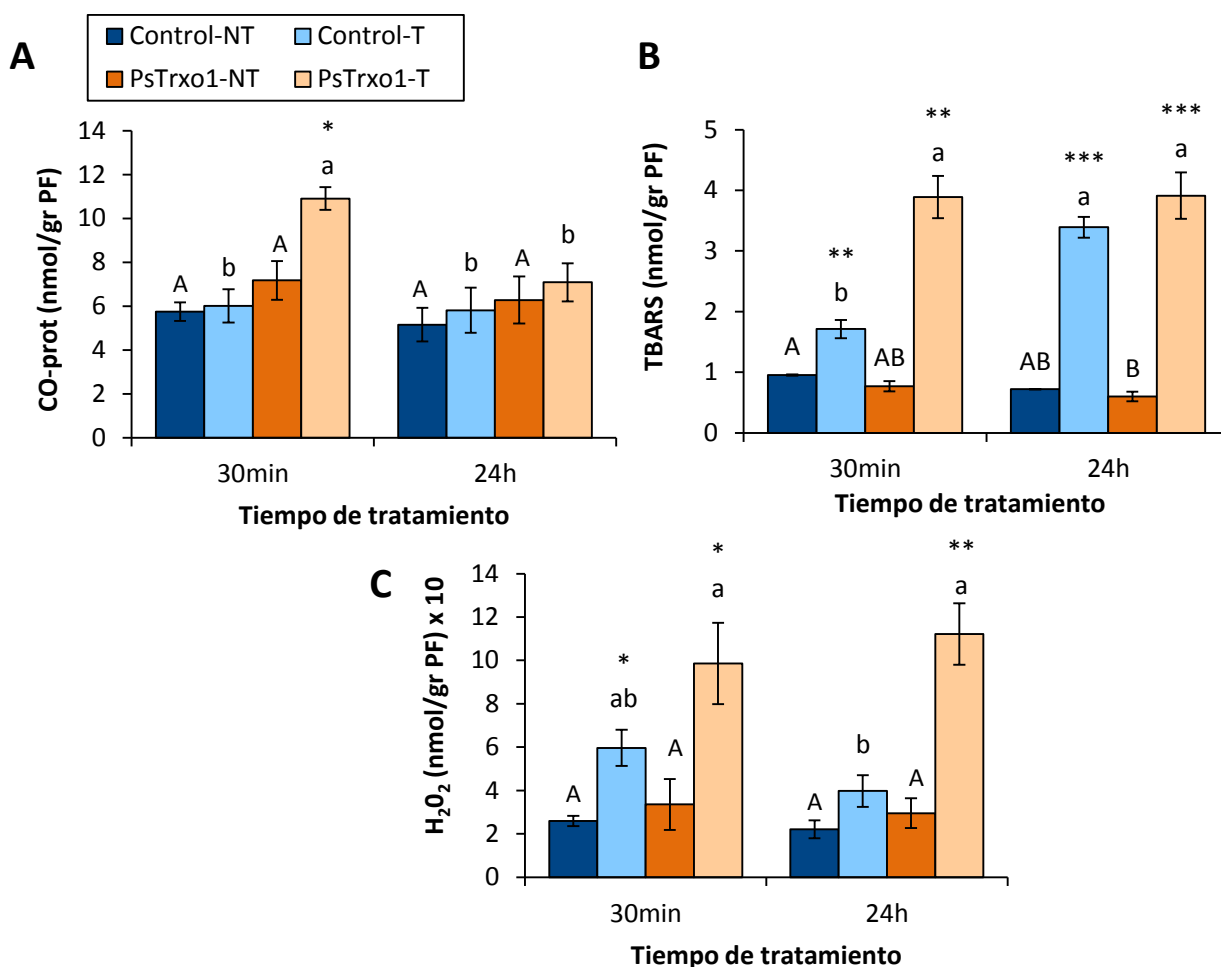 Control-NT Control-T
PsTrxo1-NT PsTrxo1-T
A
CO-prot (nmol/gr PF)
14
12
10
8
6
4
2
0
*
a
A
b
A
A
b
A
b
30min 24h
Tiempo de tratamiento
B
TBARS (nmol/gr PF)
5
4
3
2
1
0
**
b
A
AB
**
a
***
a
AB
B
***
a
30min 24h
Tiempo de tratamiento
C
H₂0₂ (nmol/gr PF) x 10
14
12
10
8
6
4
2
0
A
*
ab
A
*
a
A
b
A
**
a
30min 24h
Tiempo de tratamiento